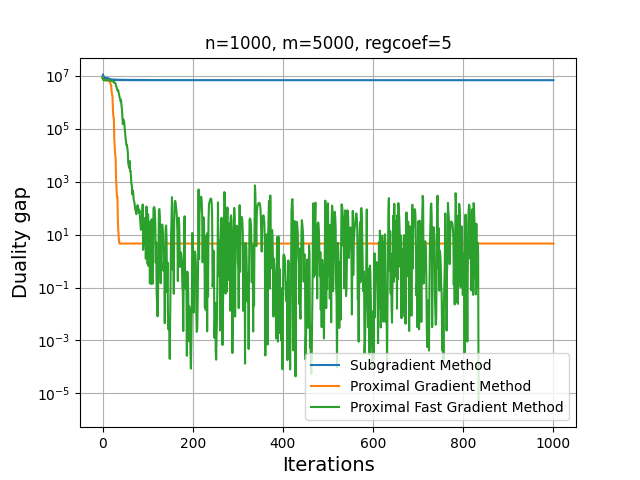 n=1000, m=5000, regcoef=5
Duality gap
10^7
10^5
10^3
10^1
10^-1
10^-3
10^-5
Subgradient Method
Proximal Gradient Method
Proximal Fast Gradient Method
0 200 400 600 800 1000
Iterations